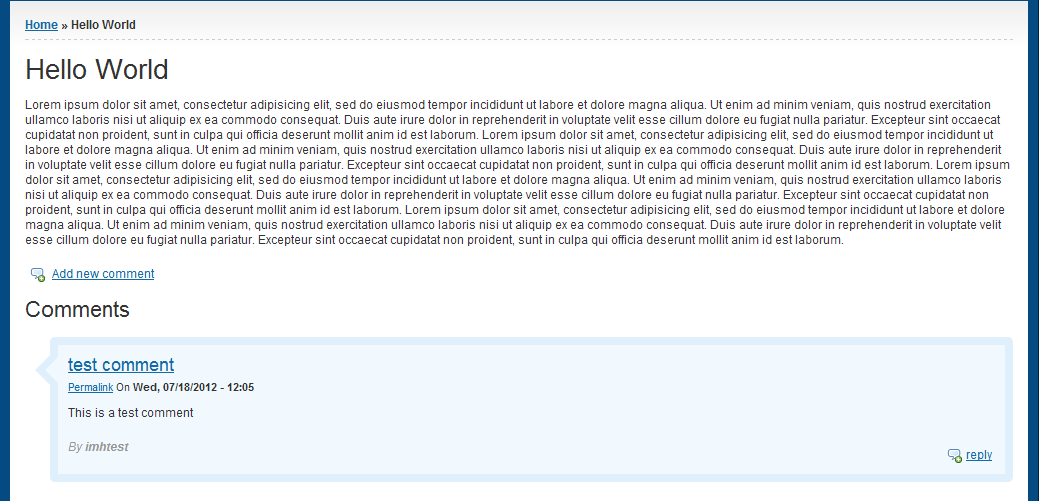 Home » Hello World
Hello World
Lorem ipsum dolor sit amet, consectetur adipisicing elit, sed do eiusmod tempor incididunt ut labore et dolore magna aliqua. Ut enim ad minim veniam, quis nostrud exercitation
ullamco laboris nisi ut aliquip ex ea commodo consequat. Duis aute irure dolor in reprehenderit in voluptate velit esse cillum dolore eu fugiat nulla pariatur. Excepteur sint occaecat
cupidatat non proident, sunt in culpa qui officia deserunt mollit anim id est laborum. Lorem ipsum dolor sit amet, consectetur adipisicing elit, sed do eiusmod tempor incididunt ut
labore et dolore magna aliqua. Ut enim ad minim veniam, quis nostrud exercitation ullamco laboris nisi ut aliquip ex ea commodo consequat. Duis aute irure dolor in reprehenderit
in voluptate velit esse cillum dolore eu fugiat nulla pariatur. Excepteur sint occaecat cupidatat non proident, sunt in culpa qui officia deserunt mollit anim id est laborum. Lorem ipsum
dolor sit amet, consectetur adipisicing elit, sed do eiusmod tempor incididunt ut labore et dolore magna aliqua. Ut enim ad minim veniam, quis nostrud exercitation ullamco laboris
nisi ut aliquip ex ea commodo consequat. Duis aute irure dolor in reprehenderit in voluptate velit esse cillum dolore eu fugiat nulla pariatur. Excepteur sint occaecat cupidatat non
proident, sunt in culpa qui officia deserunt mollit anim id est laborum. Lorem ipsum dolor sit amet, consectetur adipisicing elit, sed do eiusmod tempor incididunt ut labore et dolore
magna aliqua. Ut enim ad minim veniam, quis nostrud exercitation ullamco laboris nisi ut aliquip ex ea commodo consequat. Duis aute irure dolor in reprehenderit in voluptate velit
esse cillum dolore eu fugiat nulla pariatur. Excepteur sint occaecat cupidatat non proident, sunt in culpa qui officia deserunt mollit anim id est laborum.
Add new comment
Comments
test comment
Permalink On Wed, 07/18/2012 - 12:05
This is a test comment
By imhtest
reply